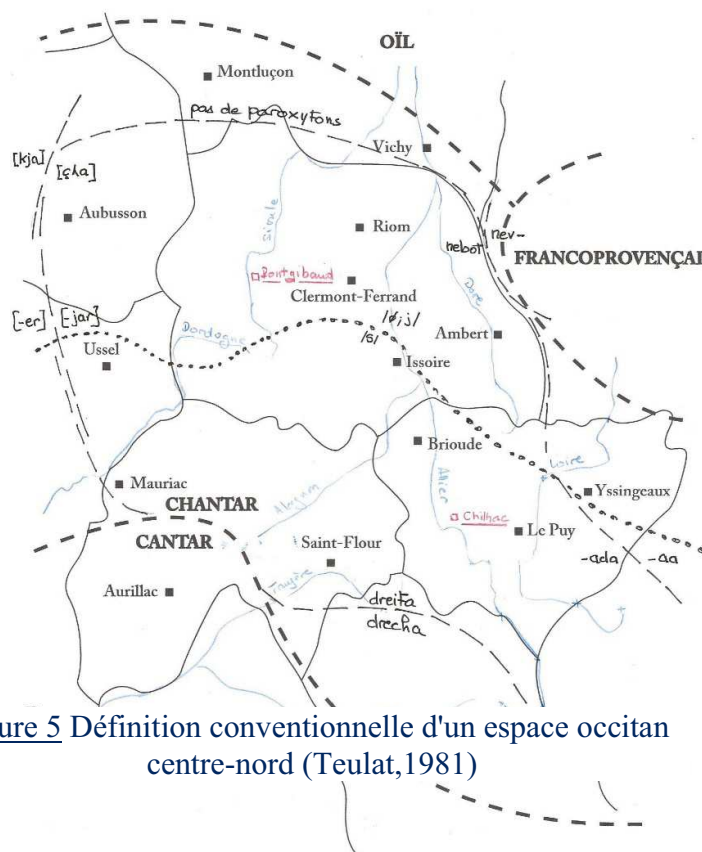 OÏL
Montluçon
pas de paroxytons
Vichy
[kja]
[çha]
Aubusson
Sioule
Riom
nebot
nev-
FRANCOPROVENÇAL
Pontgibaud
Clermont-Ferrand
Dore
[-er]
[-jar]
Dordogne
/ø,j/
/s/
Ambert
Ussel
Issoire
Brioude
Loire
Mauriac
Allier
Yssingeaux
CHANTAR
Alagnon
Chilhac
CANTAR
Le Puy
Saint-Flour
-ada
-aa
Aurillac
Truyère
dreita
drecha
ure 5 Définition conventionnelle d'un espace occitan
centre-nord (Teulat,1981)